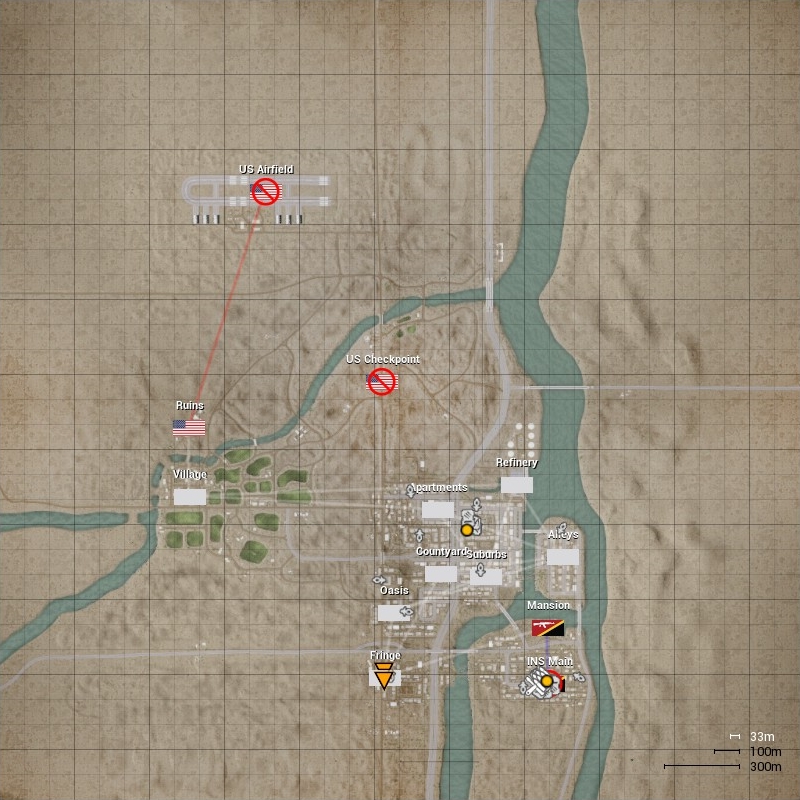 US Airfield
US Checkpoint
Ruins
Refinery
Village
Apartments
Alleys
Courtyard
Suburbs
Oasis
Mansion
Fringe
INS Main
33m
100m
300m